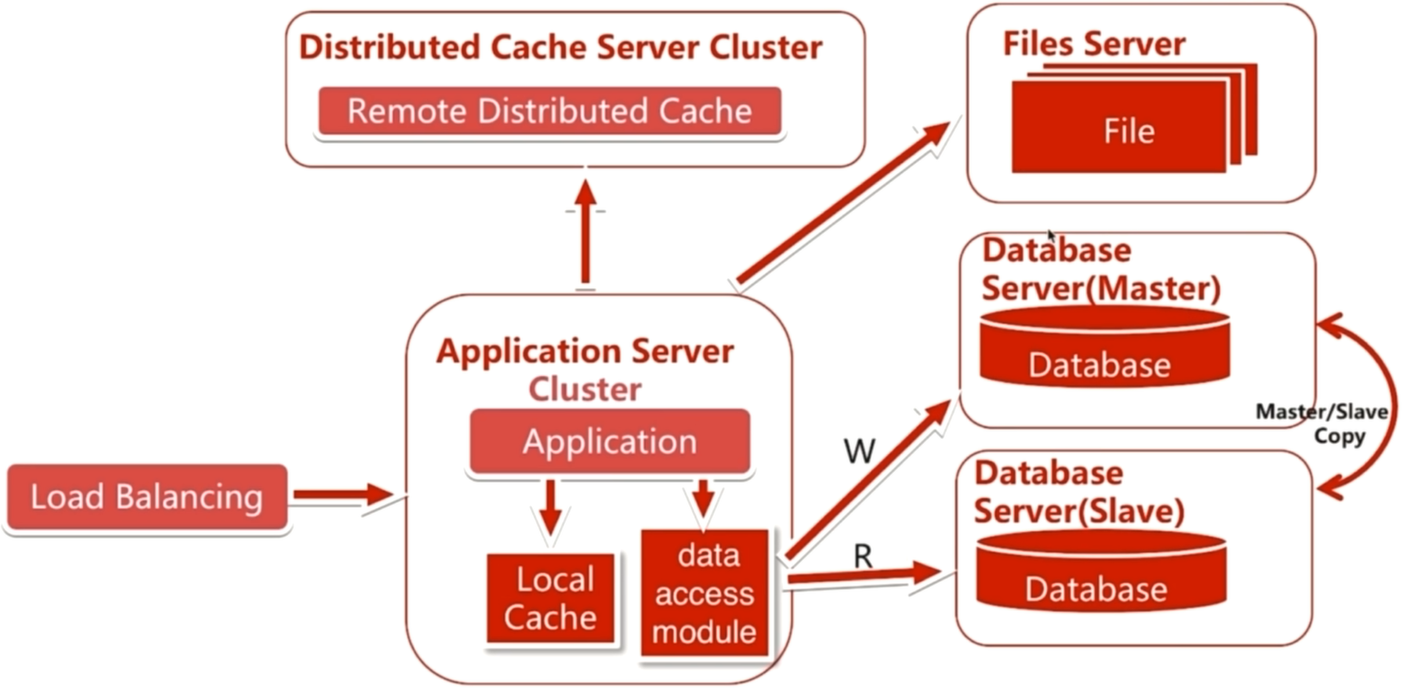 Distributed Cache Server Cluster
Remote Distributed Cache
Files Server
File
Database
Server(Master)
Database
Master/Slave
Copy
Database
Server(Slave)
Database
Application Server
Cluster
Application
Local
Cache
data
access
module
W
R
Load Balancing